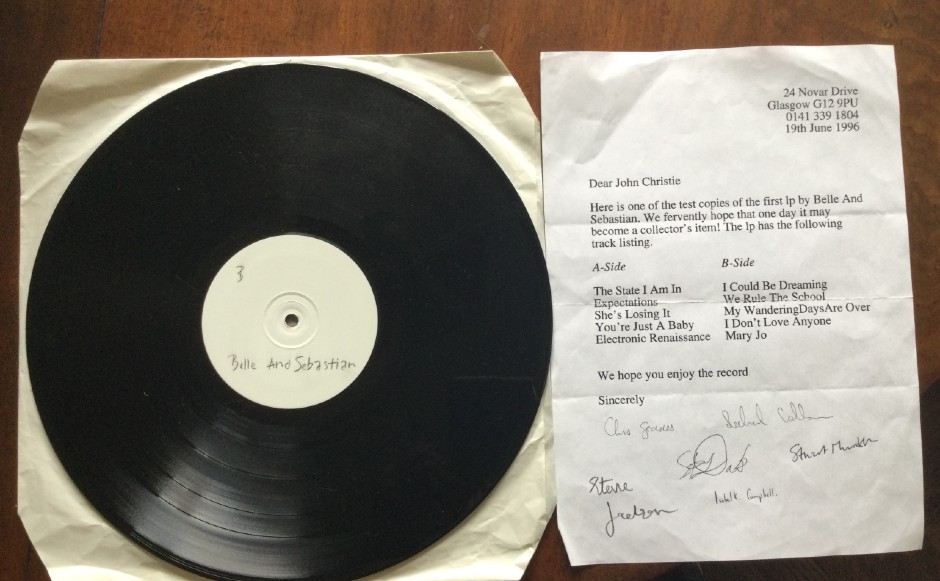 B
Belle And Sebastian
24 Novar Drive
Glasgow G12 9PU
0141 339 1804
19th June 1996
Dear John Christie
Here is one of the test copies of the first lp by Belle And
Sebastian. We fervently hope that one day it may
become a collector's item! The lp has the following
track listing.
A-Side
The State I Am In
Expectations
She's Losing It
You're Just A Baby
Electronic Renaissance
B-Side
I Could Be Dreaming
We Rule The School
My WanderingDaysAre Over
I Don't Love Anyone
Mary Jo
We hope you enjoy the record
Sincerely
Chris Geddes
Stuart Murdoch
Stevie
Jackson
Campbell.